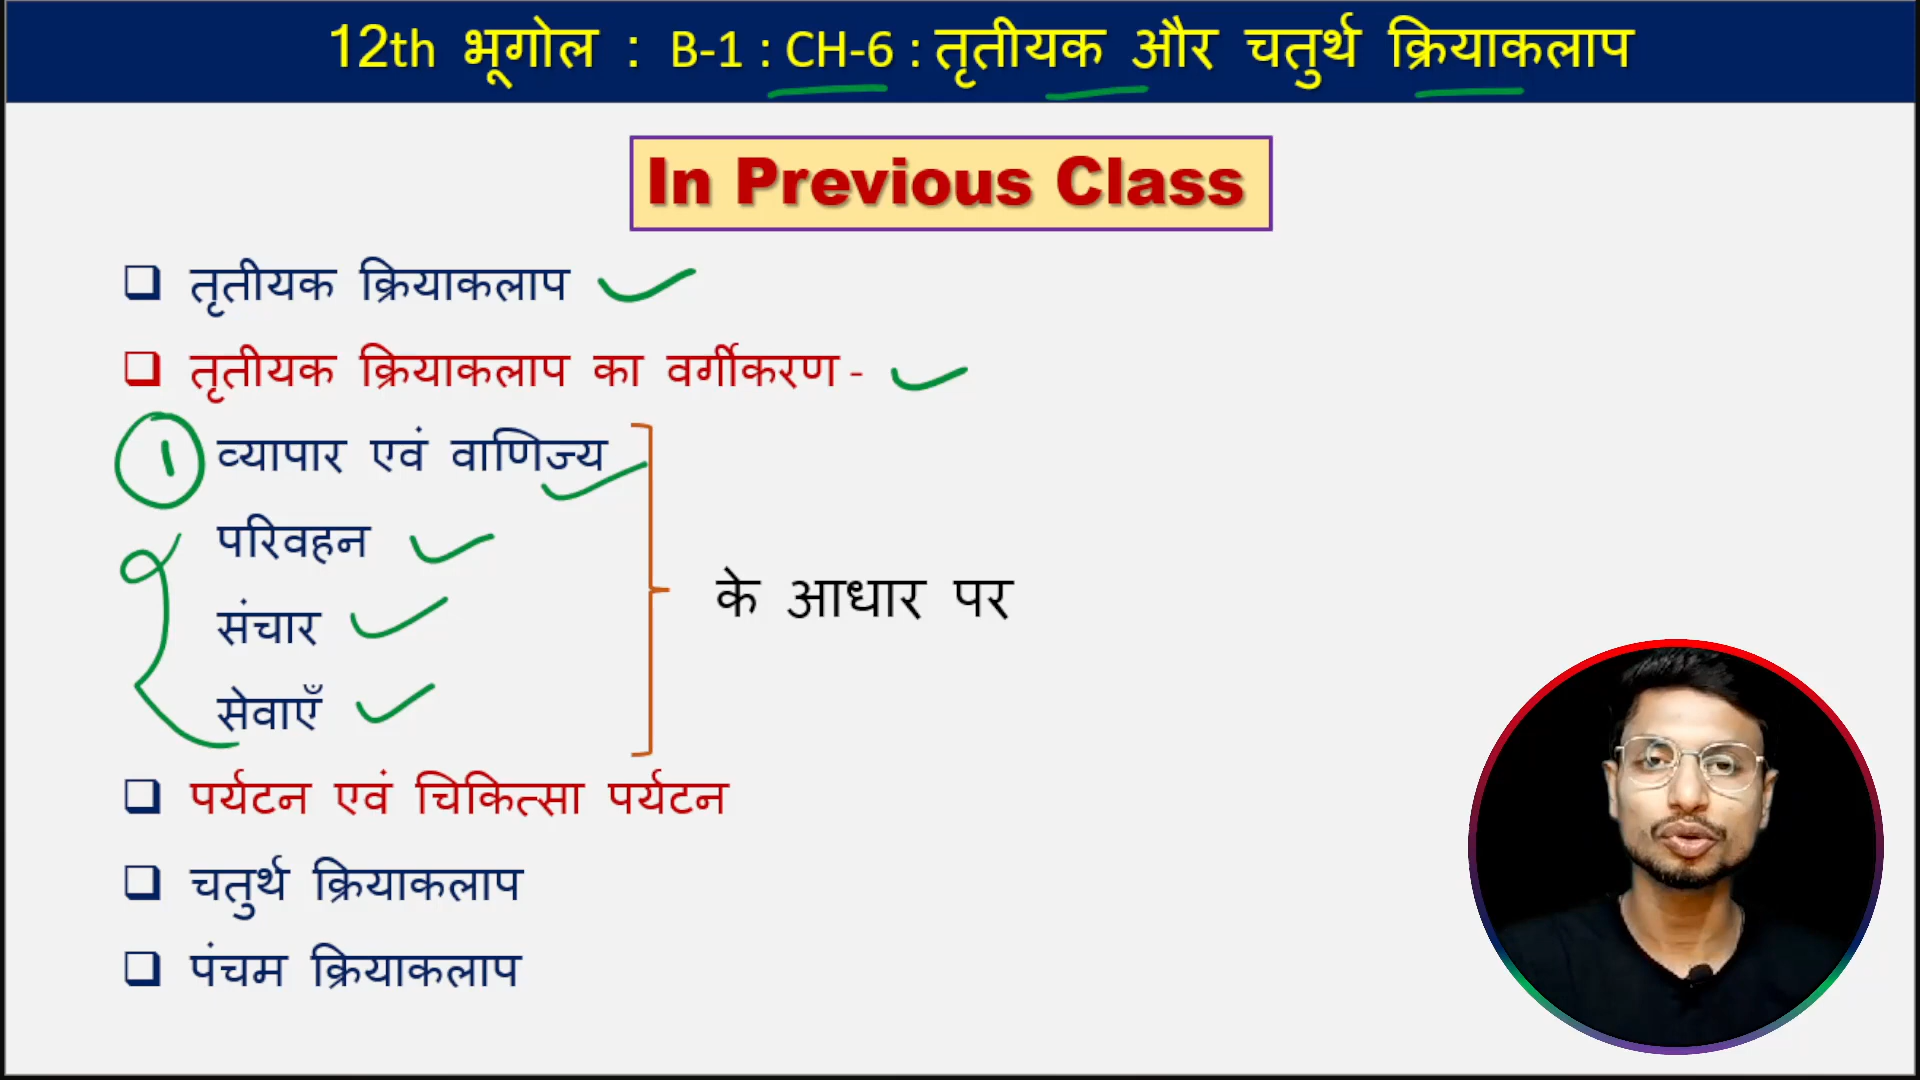 12th भूगोल : B-1 : CH-6 : तृतीयक और चतुर्थ क्रियाकलाप
In Previous Class
❑ तृतीयक क्रियाकलाप
❑ तृतीयक क्रियाकलाप का वर्गीकरण -
1 व्यापार एवं वाणिज्य
परिवहन
संचार
सेवाएँ
के आधार पर
❑ पर्यटन एवं चिकित्सा पर्यटन
❑ चतुर्थ क्रियाकलाप
❑ पंचम क्रियाकलाप